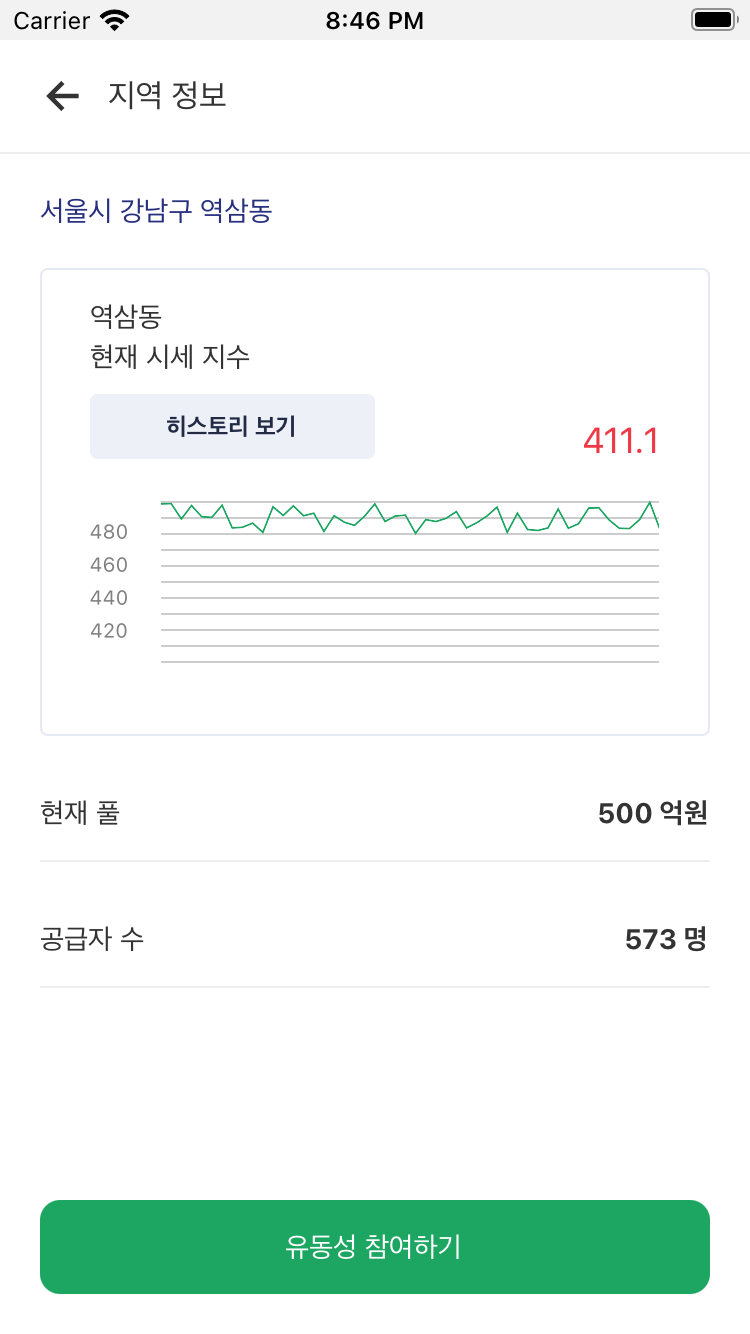 Carrier 8:46 PM
지역 정보
서울시 강남구 역삼동
역삼동
현재 시세 지수
히스토리 보기
411.1
480
460
440
420
현재 풀 500 억원
공급자 수 573 명
유동성 참여하기